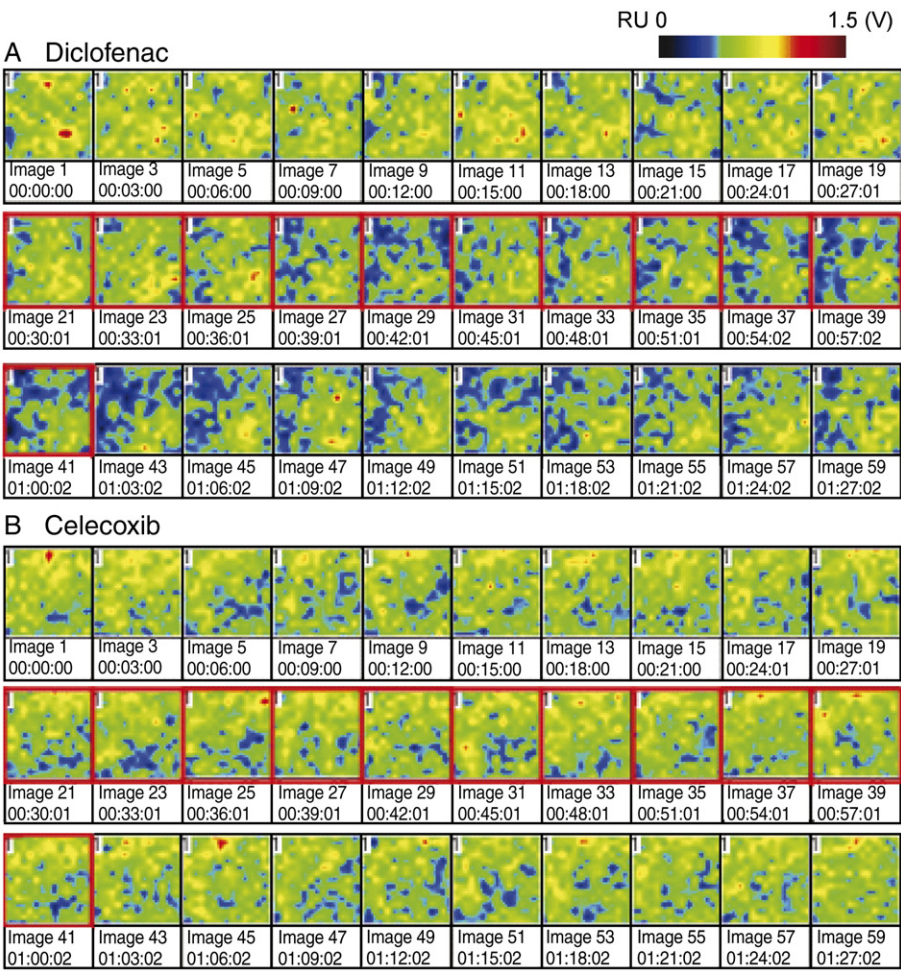 RU 0 1.5 (V)
A Diclofenac
Image 1 Image 3 Image 5 Image 7 Image 9 Image 11 Image 13 Image 15 Image 17 Image 19
00:00:00 00:03:00 00:06:00 00:09:00 00:12:00 00:15:00 00:18:00 00:21:00 00:24:01 00:27:01
Image 21 Image 23 Image 25 Image 27 Image 29 Image 31 Image 33 Image 35 Image 37 Image 39
00:30:01 00:33:01 00:36:01 00:39:01 00:42:01 00:45:01 00:48:01 00:51:01 00:54:02 00:57:02
Image 41 Image 43 Image 45 Image 47 Image 49 Image 51 Image 53 Image 55 Image 57 Image 59
01:00:02 01:03:02 01:06:02 01:09:02 01:12:02 01:15:02 01:18:02 01:21:02 01:24:02 01:27:02
B Celecoxib
Image 1 Image 3 Image 5 Image 7 Image 9 Image 11 Image 13 Image 15 Image 17 Image 19
00:00:00 00:03:00 00:06:00 00:09:00 00:12:00 00:15:00 00:18:00 00:21:00 00:24:01 00:27:01
Image 21 Image 23 Image 25 Image 27 Image 29 Image 31 Image 33 Image 35 Image 37 Image 39
00:30:01 00:33:01 00:36:01 00:39:01 00:42:01 00:45:01 00:48:01 00:51:01 00:54:01 00:57:01
Image 41 Image 43 Image 45 Image 47 Image 49 Image 51 Image 53 Image 55 Image 57 Image 59
01:00:02 01:03:02 01:06:02 01:09:02 01:12:02 01:15:02 01:18:02 01:21:02 01:24:02 01:27:02